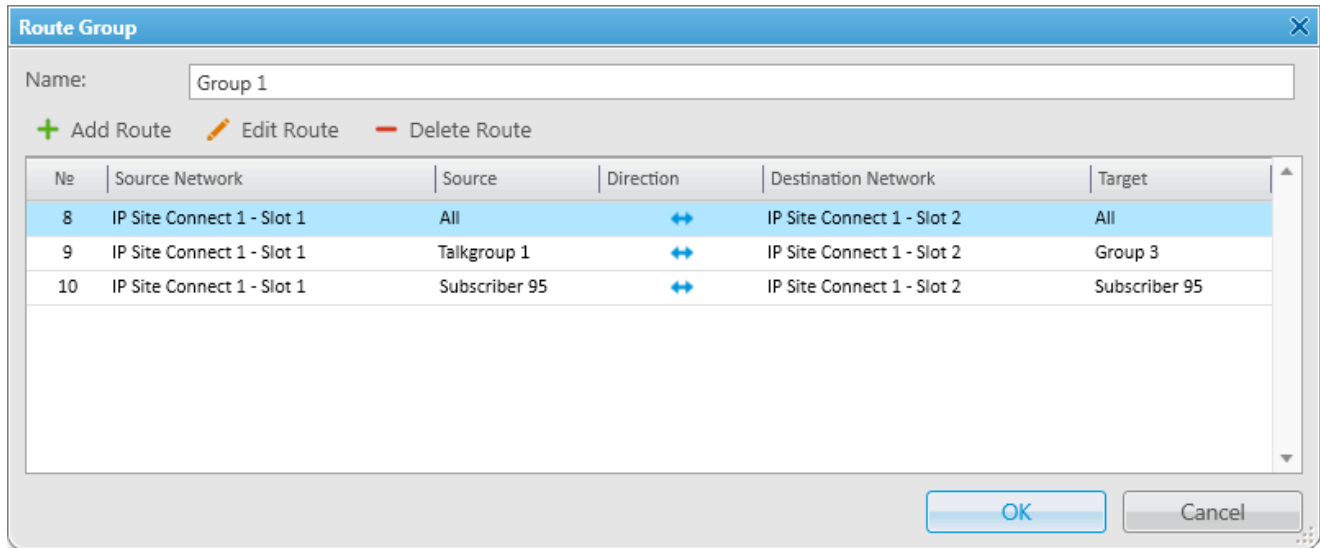 Route Group
Name: Group 1
Add Route Edit Route Delete Route
№ Source Network Source Direction Destination Network Target
8 IP Site Connect 1 - Slot 1 All IP Site Connect 1 - Slot 2 All
9 IP Site Connect 1 - Slot 1 Talkgroup 1 IP Site Connect 1 - Slot 2 Group 3
10 IP Site Connect 1 - Slot 1 Subscriber 95 IP Site Connect 1 - Slot 2 Subscriber 95
OK Cancel